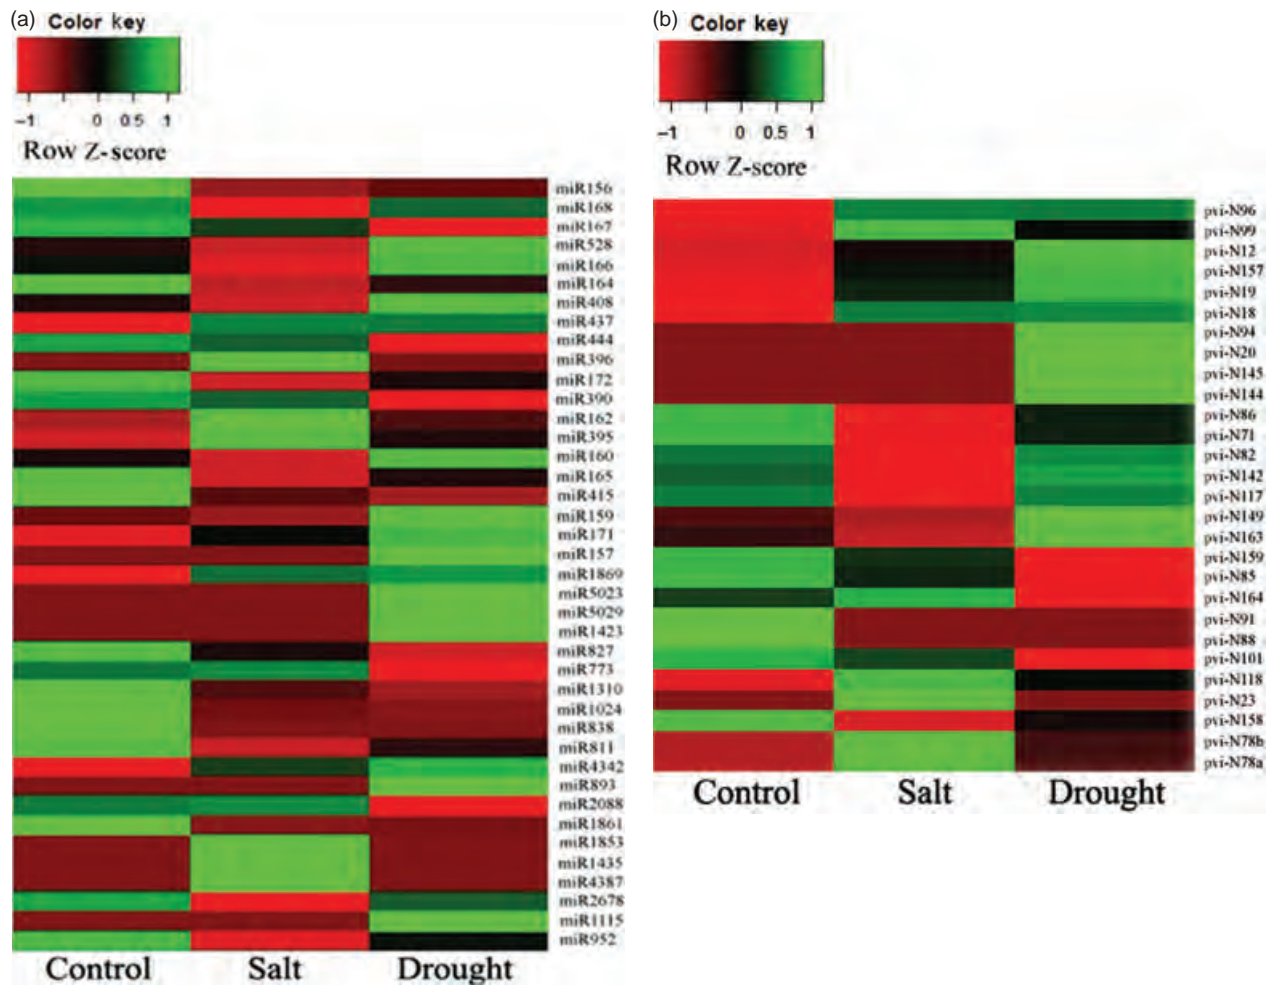 (a)
Color key
−1 0 0.5 1
Row Z-score
miR156
miR168
miR167
miR528
miR166
miR164
miR408
miR437
miR444
miR396
miR172
miR390
miR162
miR395
miR160
miR165
miR415
miR159
miR171
miR157
miR1869
miR5023
miR5029
miR1423
miR827
miR773
miR1310
miR1024
miR838
miR811
miR4342
miR893
miR2088
miR1861
miR1853
miR1435
miR4387
miR2678
miR1115
miR952
Control Salt Drought
(b)
Color key
−1 0 0.5 1
Row Z-score
pvi-N96
pvi-N99
pvi-N12
pvi-N157
pvi-N19
pvi-N18
pvi-N94
pvi-N20
pvi-N145
pvi-N144
pvi-N86
pvi-N71
pvi-N82
pvi-N142
pvi-N117
pvi-N149
pvi-N163
pvi-N159
pvi-N85
pvi-N164
pvi-N91
pvi-N88
pvi-N101
pvi-N118
pvi-N23
pvi-N158
pvi-N78b
pvi-N78a
Control Salt Drought